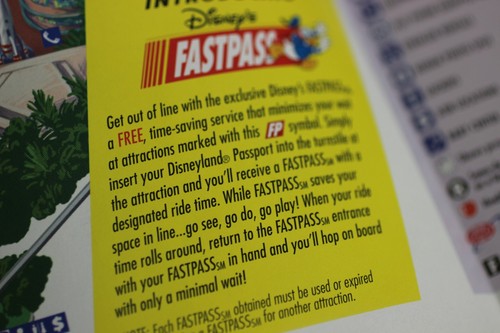 Disney's
FASTPASS
Get out of line with the exclusive Disney's FASTPASS
a FREE, time-saving service that minimizes your wait
at attractions marked with this FP symbol. Simply
insert your Disneyland® Passport into the turnstile at
the attraction and you'll receive a FASTPASS℠ with a
designated ride time. While FASTPASS℠ saves your
space in line...go see, go do, go play! When your ride
time rolls around, return to the FASTPASS℠ entrance
with your FASTPASS℠ in hand and you'll hop on board
with only a minimal wait!
NOTE: Each FASTPASS℠ obtained must be used or expired
FASTPASS℠ for another attraction.